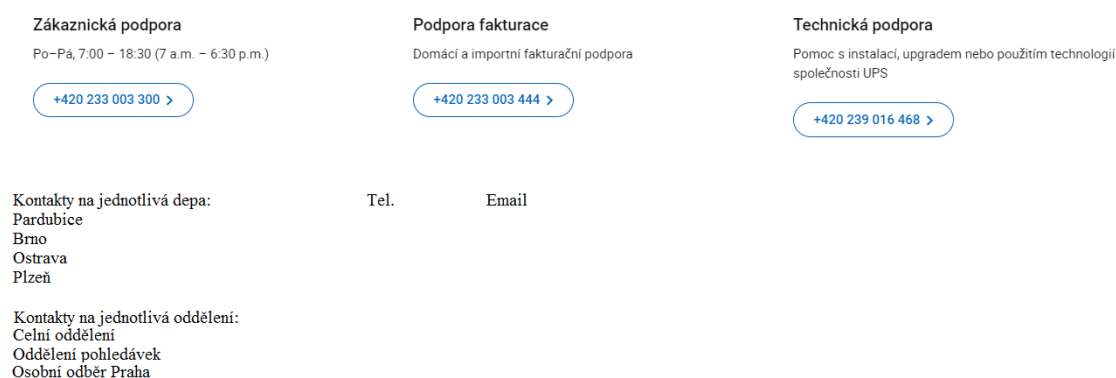 Zákaznická podpora
Po–Pá, 7:00 – 18:30 (7 a.m. – 6:30 p.m.)
+420 233 003 300
Podpora fakturace
Domácí a importní fakturační podpora
+420 233 003 444
Technická podpora
Pomoc s instalací, upgradem nebo použitím technologií
společnosti UPS
+420 239 016 468
Kontakty na jednotlivá depa: Tel. Email
Pardubice
Brno
Ostrava
Plzeň
Kontakty na jednotlivá oddělení:
Celní oddělení
Oddělení pohledávek
Osobní odběr Praha